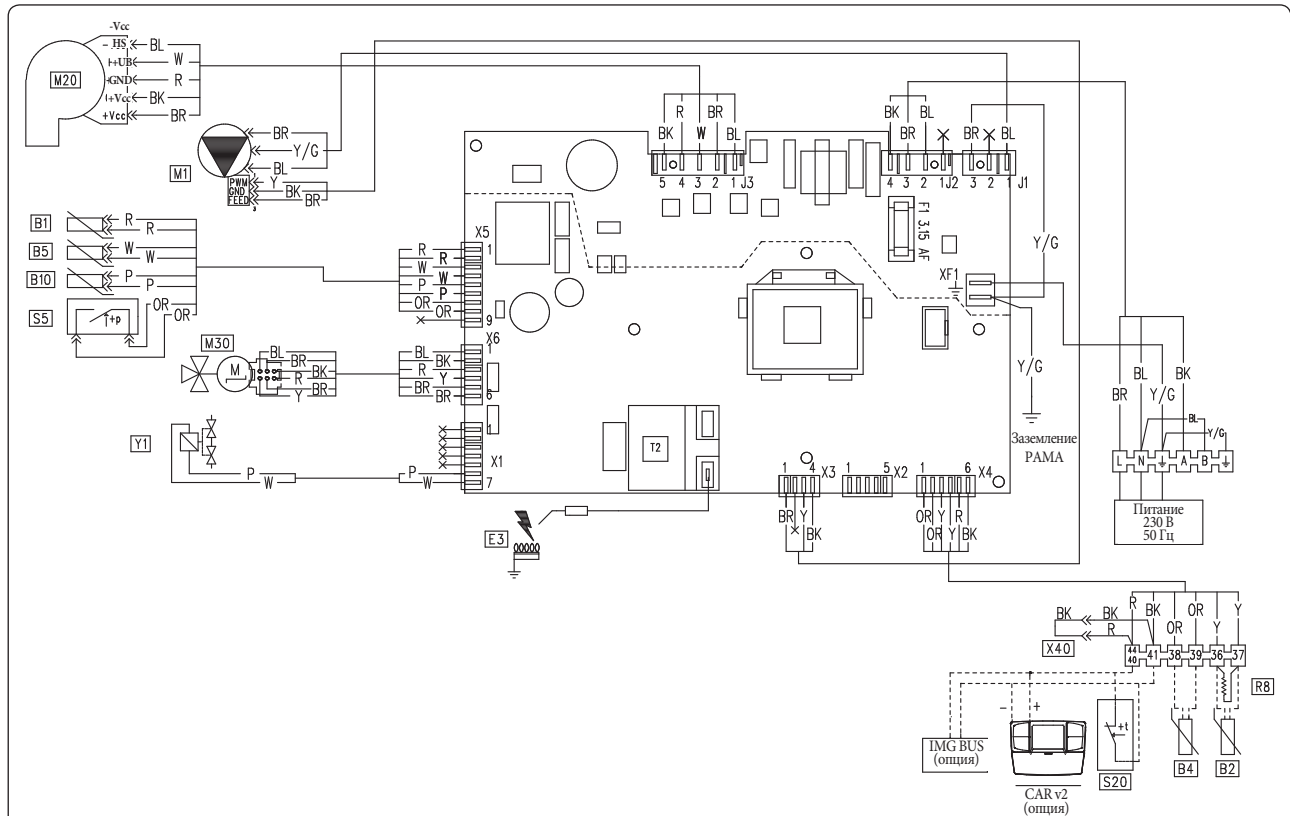 -Vcc
- HS
BL
W
I+UB
+GND
R
I+Vcc
BK
+Vcc
BR
M20
BR
Y/G
BL
M1
PWM
GND
FEED
Y
BK
BR
B1
R
R
B5
W
W
B10
P
P
S5
+p
OR
OR
M30
M
BL
BR
BK
R
BR
Y
Y1
P
W
P
W
X5
1
R
R
W
W
P
P
OR
OR
9
X6
1
BL
BK
R
Y
BR
BR
6
1
X1
7
BK
R
W
BR
BL
5 4 3 2 1 J3
BK
BR
BL
4 3 2 1 J2
BR
BL
3 2 1 J1
F1 3.15 AF
XF1
Y/G
Y/G
Заземление
РАМА
T2
E3
1 4 X3
BR
Y
BK
1 5 X2
1 6 X4
OR
OR
Y
Y
R
BK
BR
BL
Y/G
BK
BL
Y/G
L N A B
Питание
230 В
50 Гц
BK
BK
R
X40
R
BK
OR
OR
Y
Y
44
40
41 38 39 36 37
R8
- +
IMG BUS
(опция)
CAR v2
(опция)
+t
S20
B4
B2